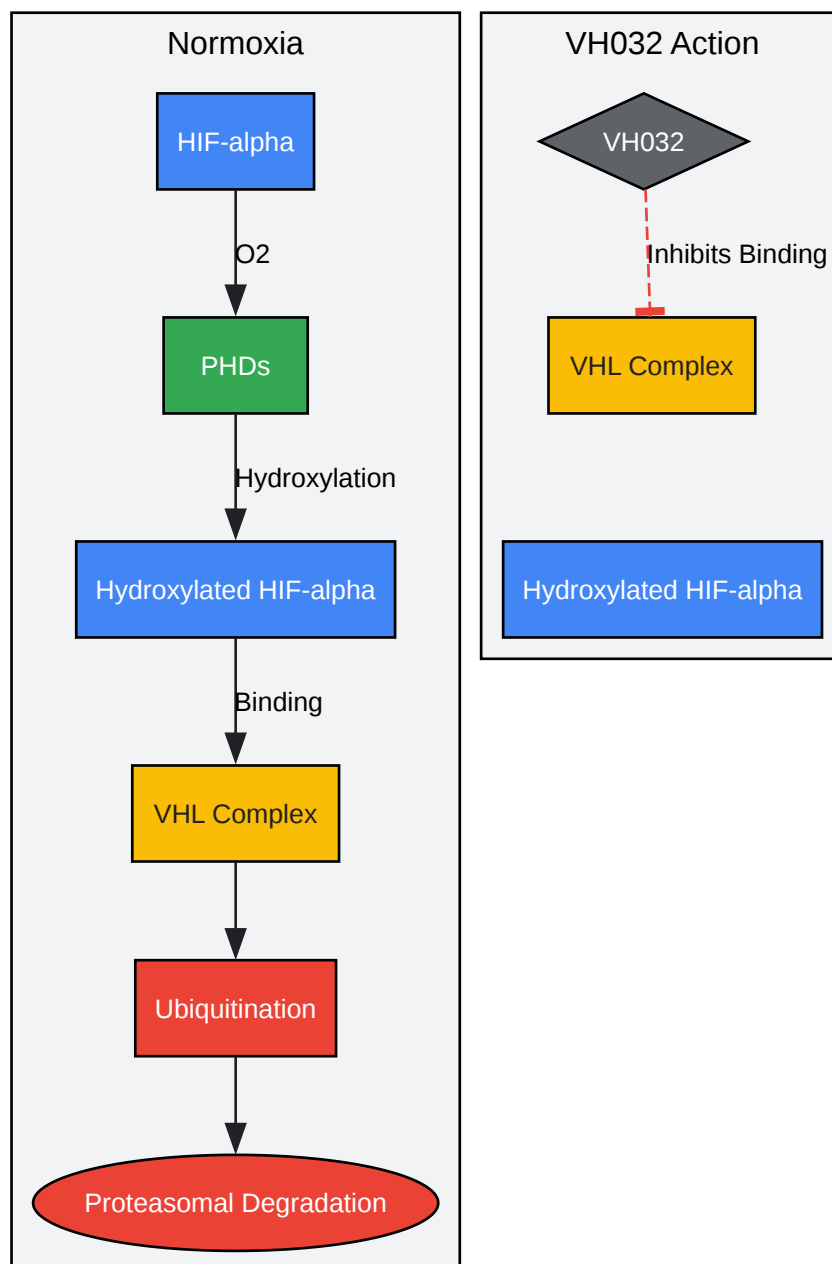 Normoxia
HIF-alpha
O2
PHDs
Hydroxylation
Hydroxylated HIF-alpha
Binding
VHL Complex
Ubiquitination
Proteasomal Degradation
VH032 Action
VH032
Inhibits Binding
VHL Complex
Hydroxylated HIF-alpha